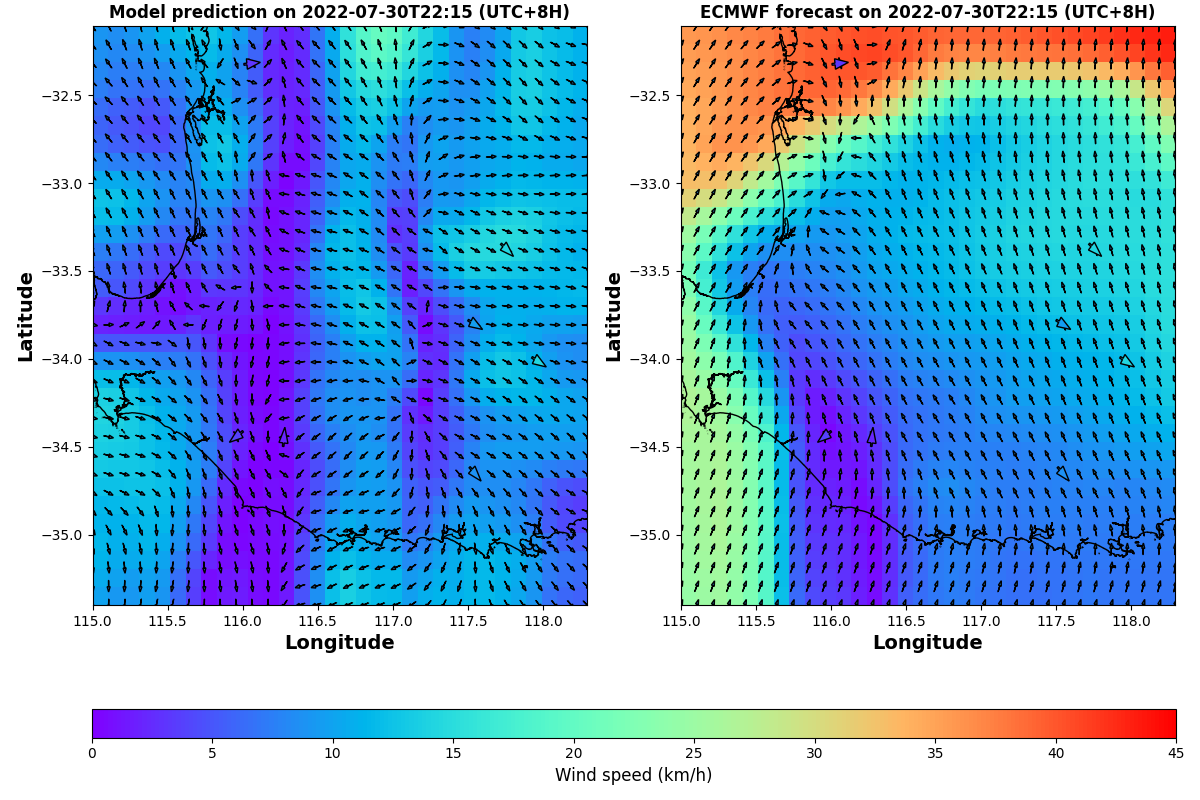 Model prediction on 2022-07-30T22:15 (UTC+8H)
ECMWF forecast on 2022-07-30T22:15 (UTC+8H)
−32.5
−33.0
−33.5
−34.0
−34.5
−35.0
Latitude
115.0 115.5 116.0 116.5 117.0 117.5 118.0
Longitude
−32.5
−33.0
−33.5
−34.0
−34.5
−35.0
Latitude
115.0 115.5 116.0 116.5 117.0 117.5 118.0
Longitude
0 5 10 15 20 25 30 35 40 45
Wind speed (km/h)